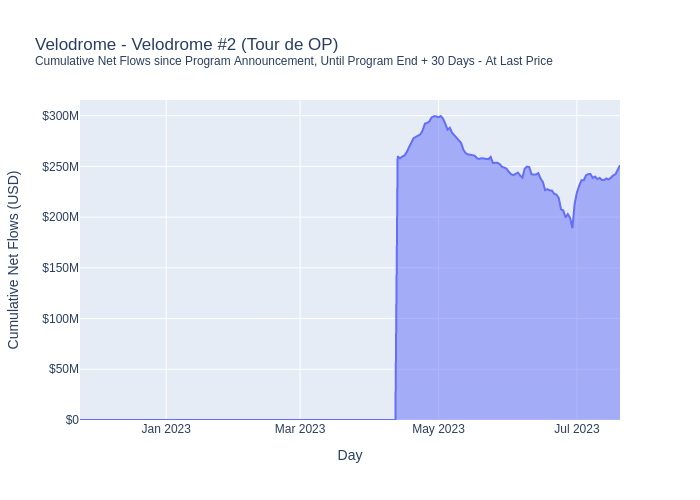 Velodrome - Velodrome #2 (Tour de OP)
Cumulative Net Flows since Program Announcement, Until Program End + 30 Days - At Last Price
Cumulative Net Flows (USD)
$300M
$250M
$200M
$150M
$100M
$50M
$0
Jan 2023
Mar 2023
May 2023
Jul 2023
Day